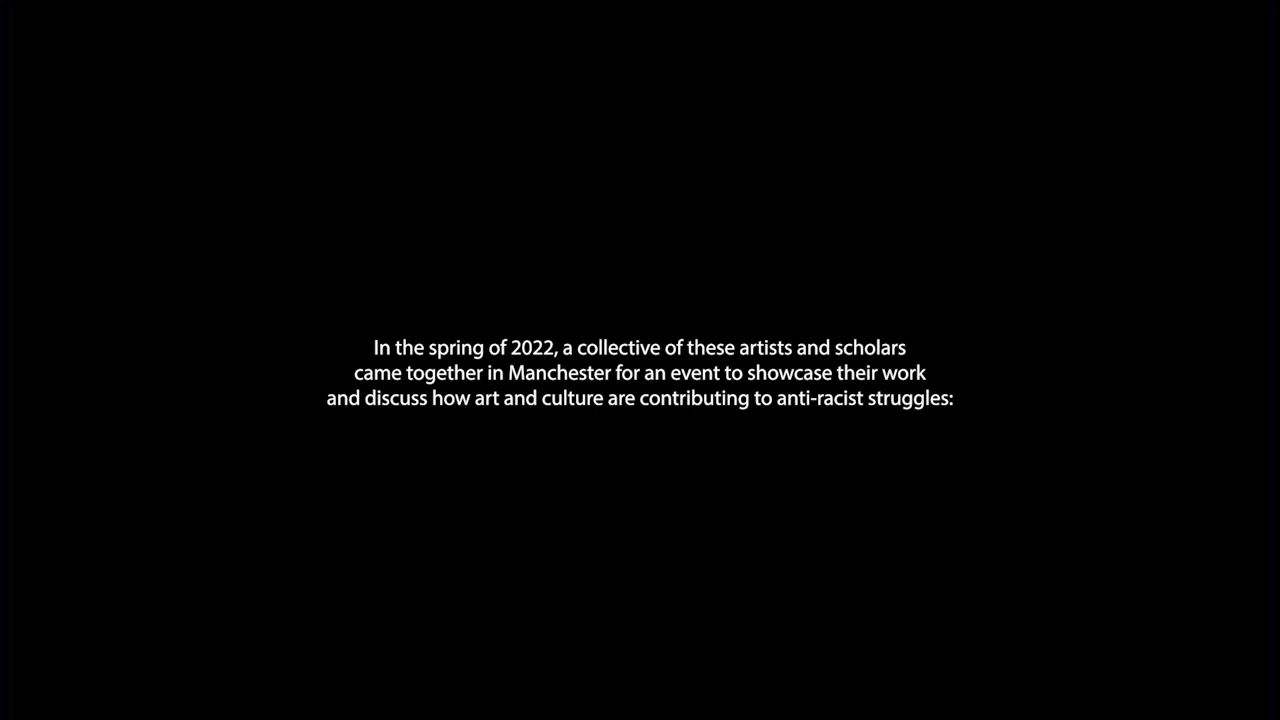 In the spring of 2022, a collective of these artists and scholars
came together in Manchester for an event to showcase their work
and discuss how art and culture are contributing to anti-racist struggles: